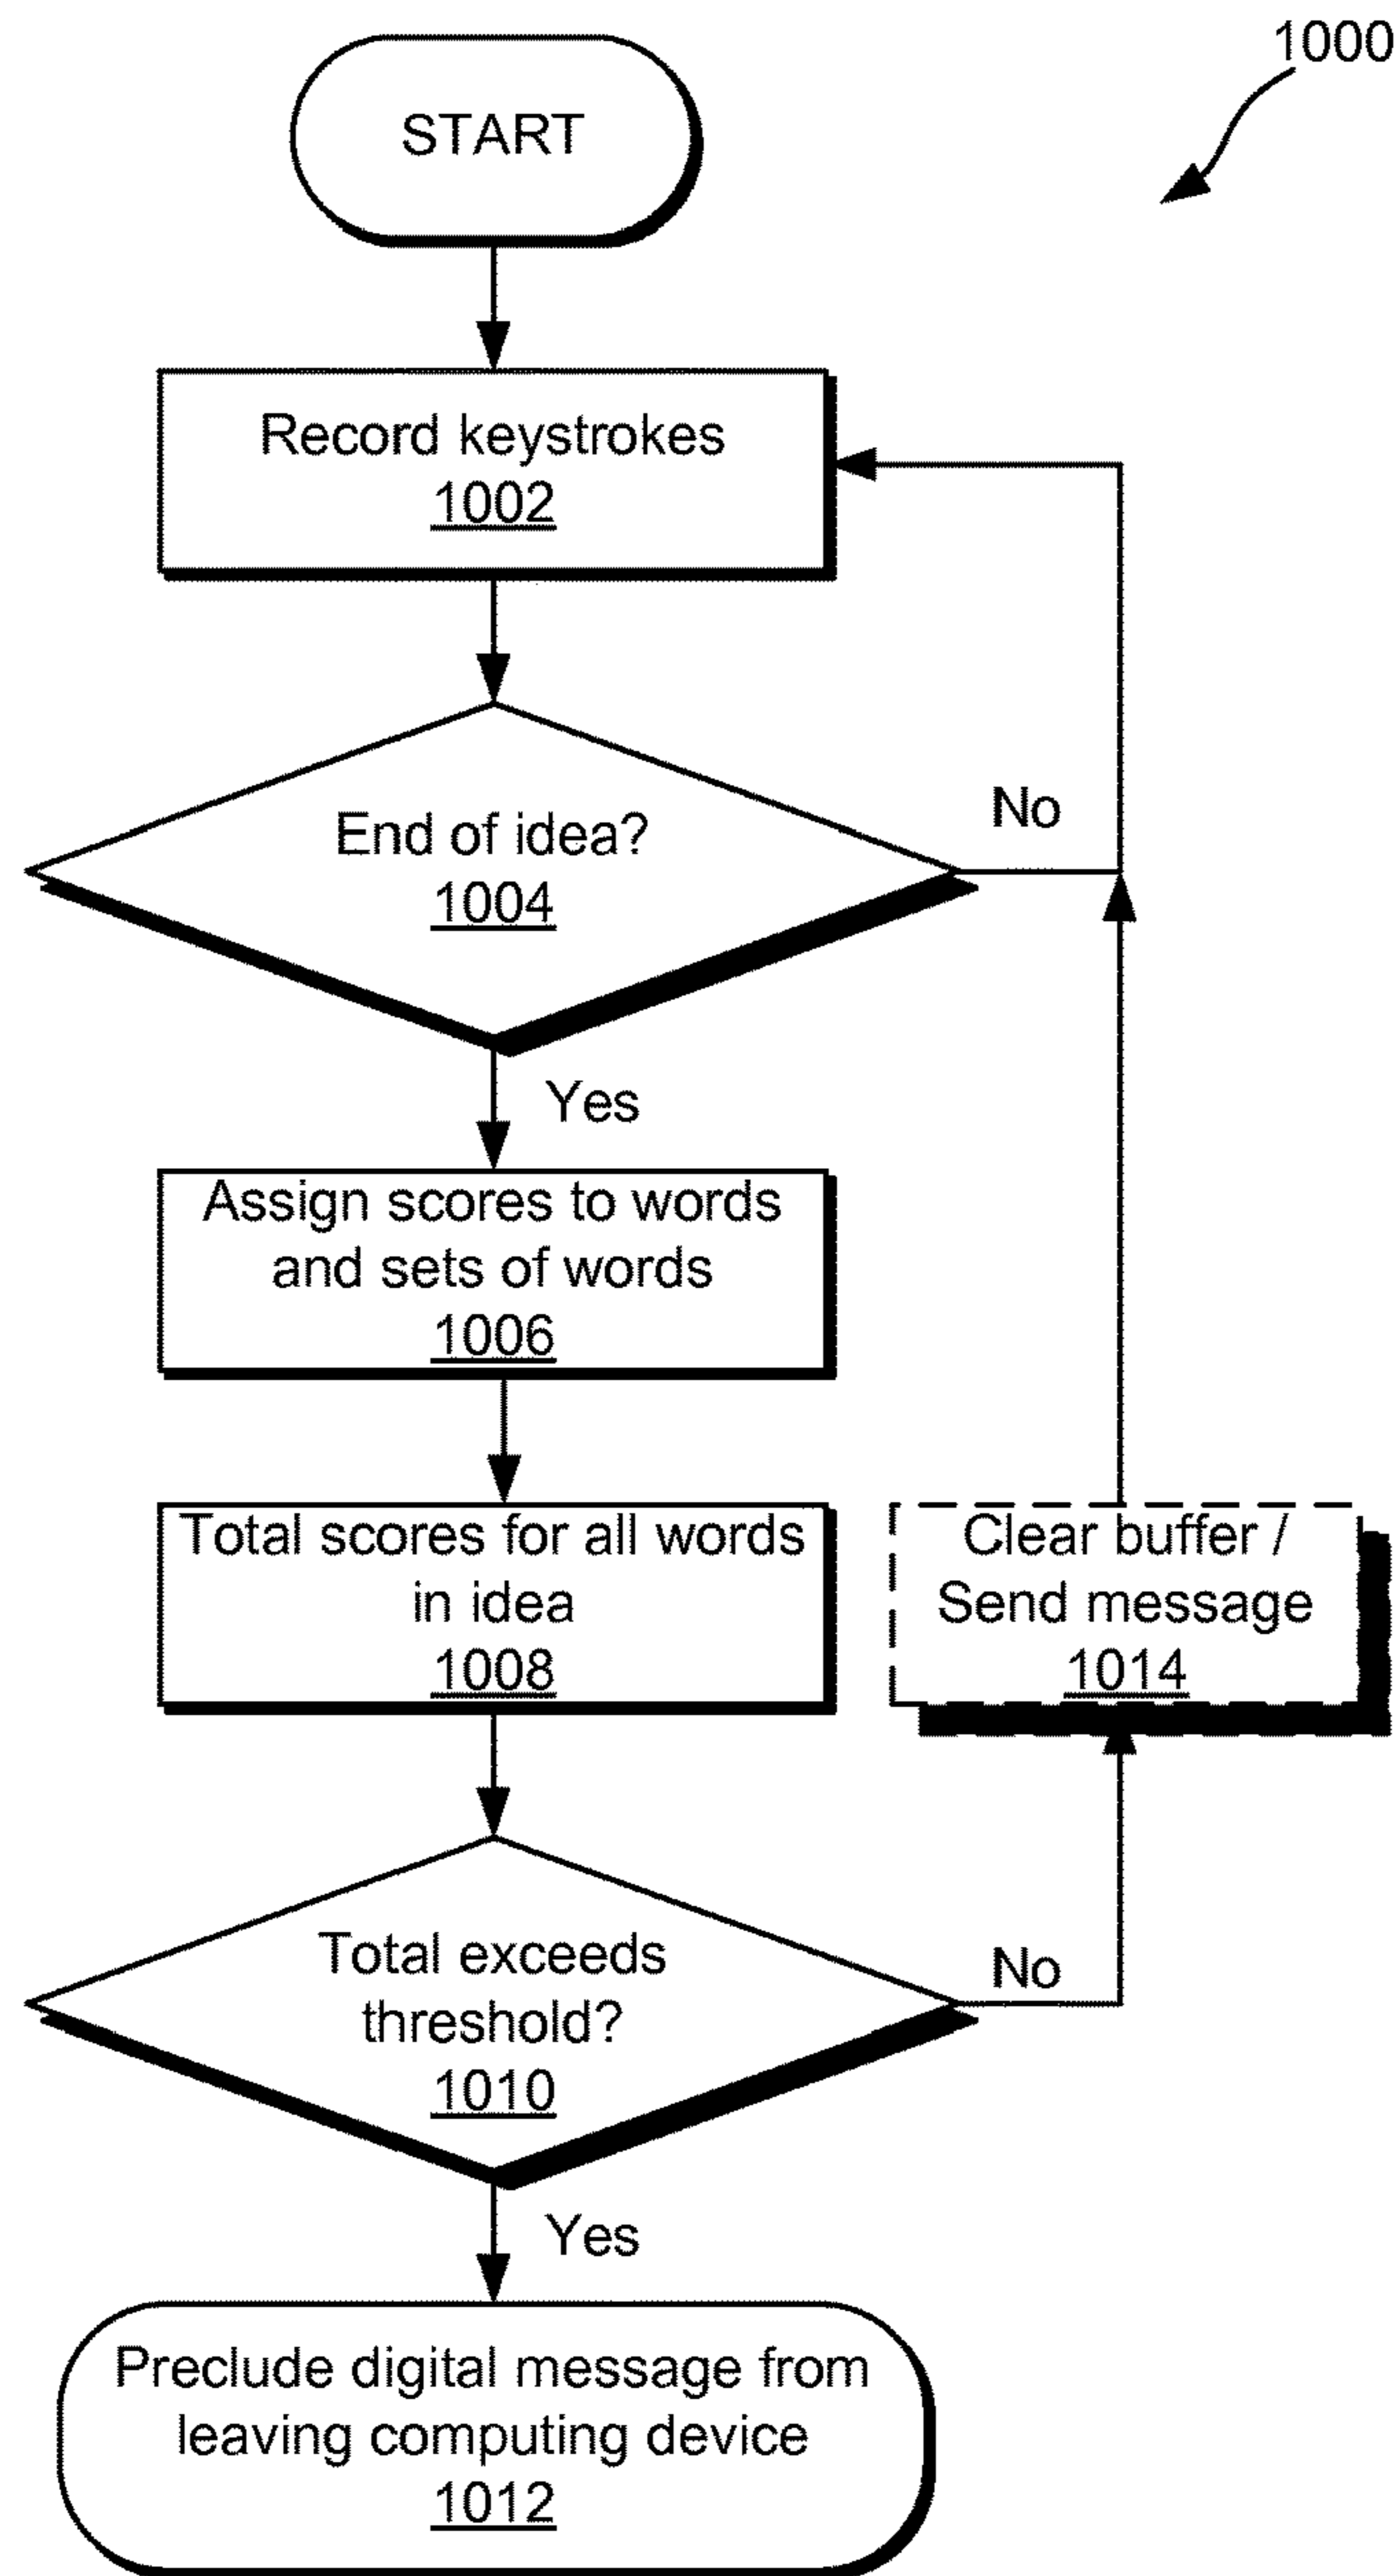 1000
START
Record keystrokes
1002
End of idea?
1004
No
Yes
Assign scores to words
and sets of words
1006
Total scores for all words
in idea
1008
Clear buffer /
Send message
1014
Total exceeds
threshold?
1010
No
Yes
Preclude digital message from
leaving computing device
1012